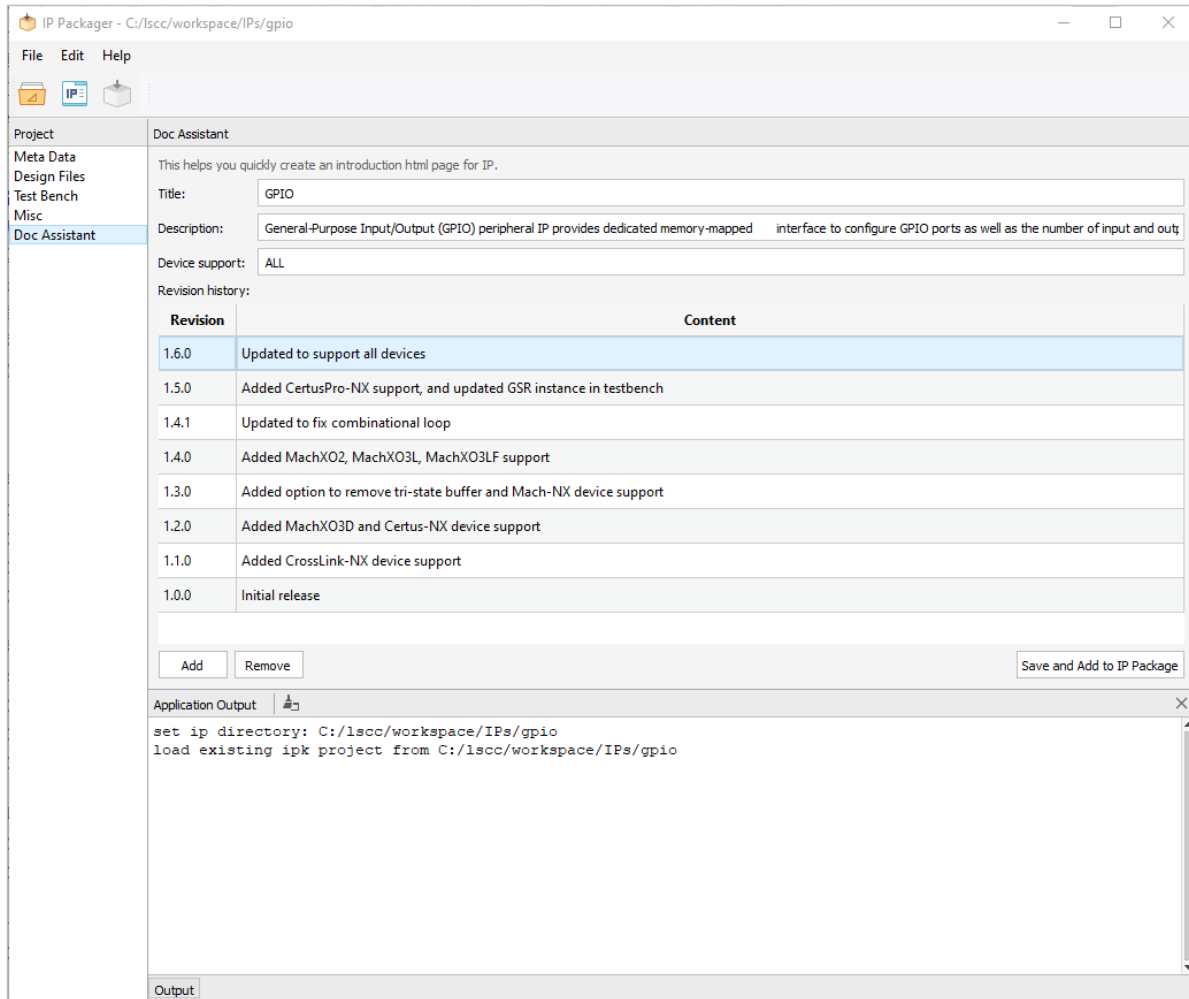 IP Packager - C:/lscc/workspace/IPs/gpio
File Edit Help
IP
Project
Meta Data
Design Files
Test Bench
Misc
Doc Assistant
Doc Assistant
This helps you quickly create an introduction html page for IP.
Title: GPIO
Description: General-Purpose Input/Output (GPIO) peripheral IP provides dedicated memory-mapped interface to configure GPIO ports as well as the number of input and
Device support: ALL
Revision history:
Revision Content
1.6.0 Updated to support all devices
1.5.0 Added CertusPro-NX support, and updated GSR instance in testbench
1.4.1 Updated to fix combinational loop
1.4.0 Added MachXO2, MachXO3L, MachXO3LF support
1.3.0 Added option to remove tri-state buffer and Mach-NX device support
1.2.0 Added MachXO3D and Certus-NX device support
1.1.0 Added CrossLink-NX device support
1.0.0 Initial release
Add Remove Save and Add to IP Package
Application Output
set ip directory: C:/lscc/workspace/IPs/gpio
load existing ipk project from C:/lscc/workspace/IPs/gpio
Output